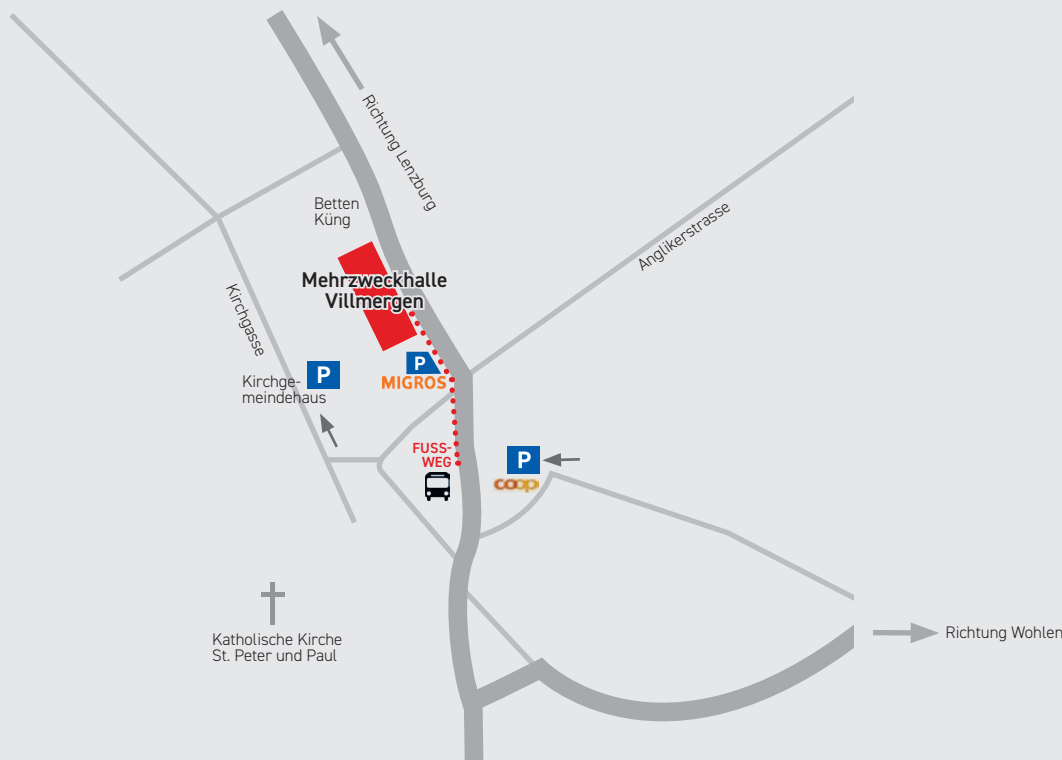 Richtung Lenzburg
Betten
Küng
Anglikerstrasse
Mehrzweckhalle
Villmergen
Kirchgasse
P
MIGROS
P
Kirchge-
meindehaus
FUSS-
WEG
P
coop
Katholische Kirche
St. Peter und Paul
Richtung Wohlen